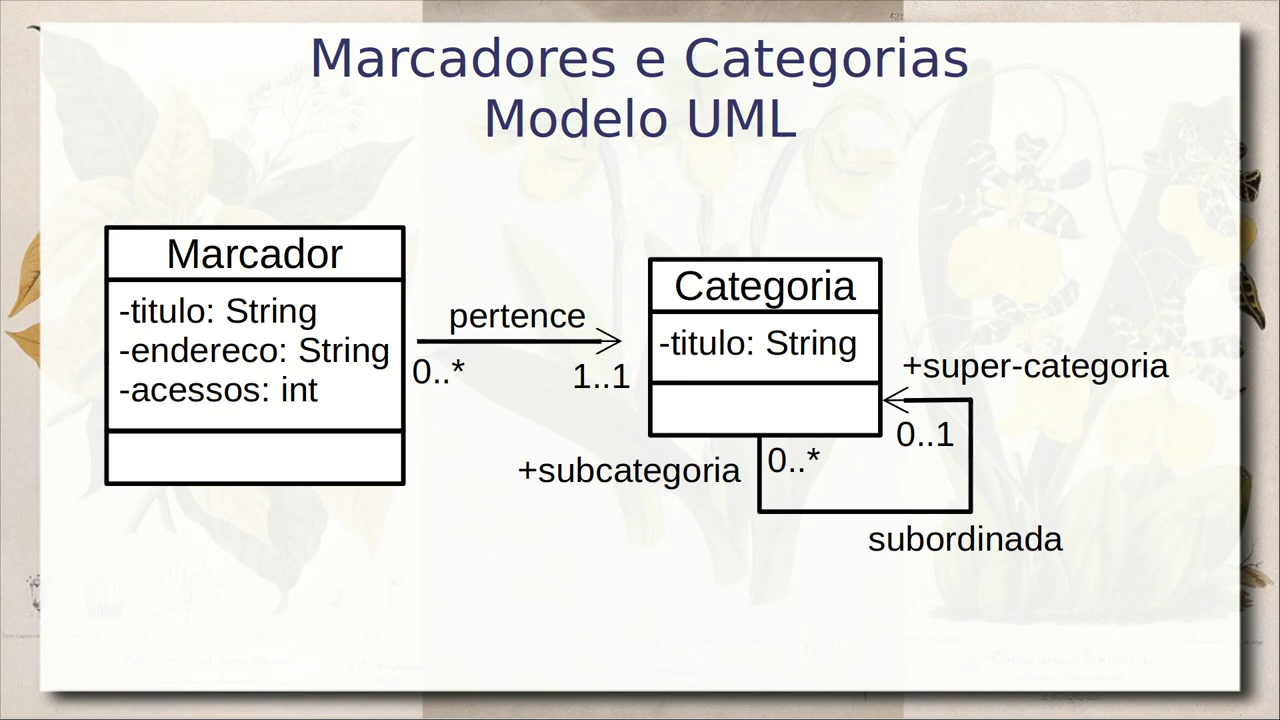 Marcadores e Categorias
Modelo UML
Marcador
-titulo: String
-endereco: String
-acessos: int
pertence
0..*
1..1
Categoria
-titulo: String
+super-categoria
0..1
+subcategoria
0..*
subordinada